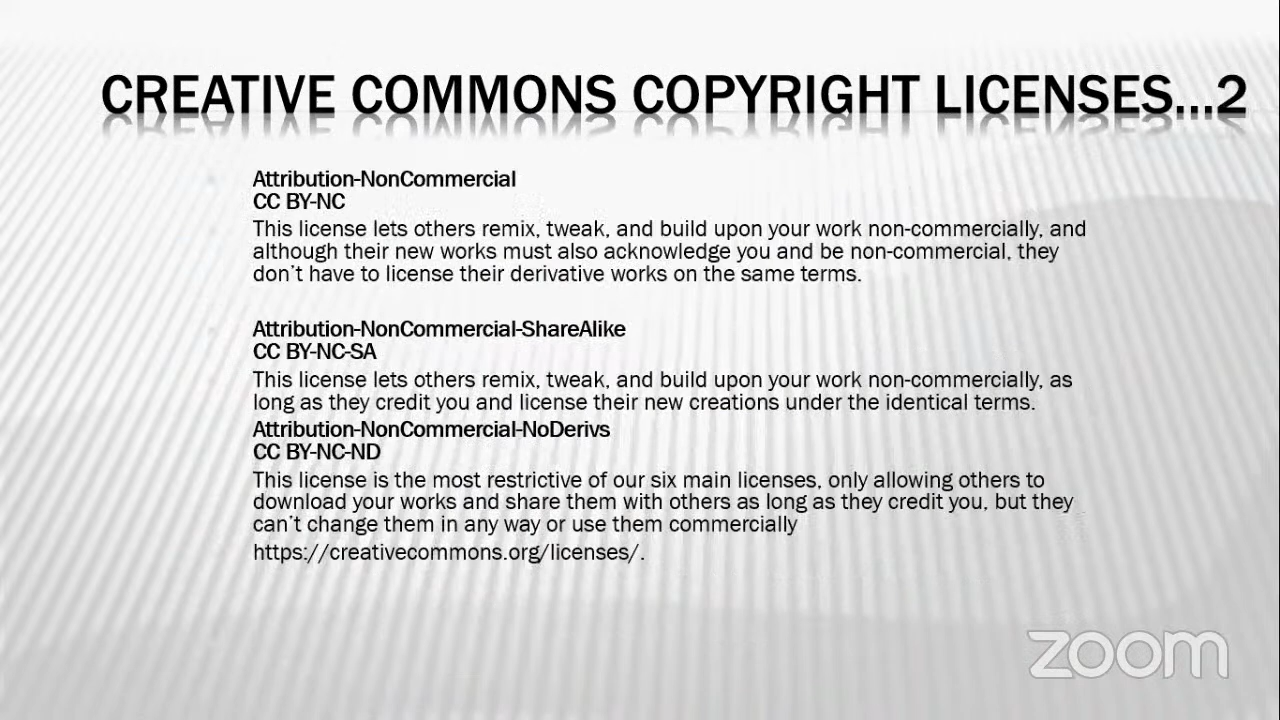 CREATIVE COMMONS COPYRIGHT LICENSES...2
Attribution-NonCommercial
CC BY-NC
This license lets others remix, tweak, and build upon your work non-commercially, and
although their new works must also acknowledge you and be non-commercial, they
don't have to license their derivative works on the same terms.
Attribution-NonCommercial-ShareAlike
CC BY-NC-SA
This license lets others remix, tweak, and build upon your work non-commercially, as
long as they credit you and license their new creations under the identical terms.
Attribution-NonCommercial-NoDerivs
CC BY-NC-ND
This license is the most restrictive of our six main licenses, only allowing others to
download your works and share them with others as long as they credit you, but they
can't change them in any way or use them commercially
https://creativecommons.org/licenses/.
zoom